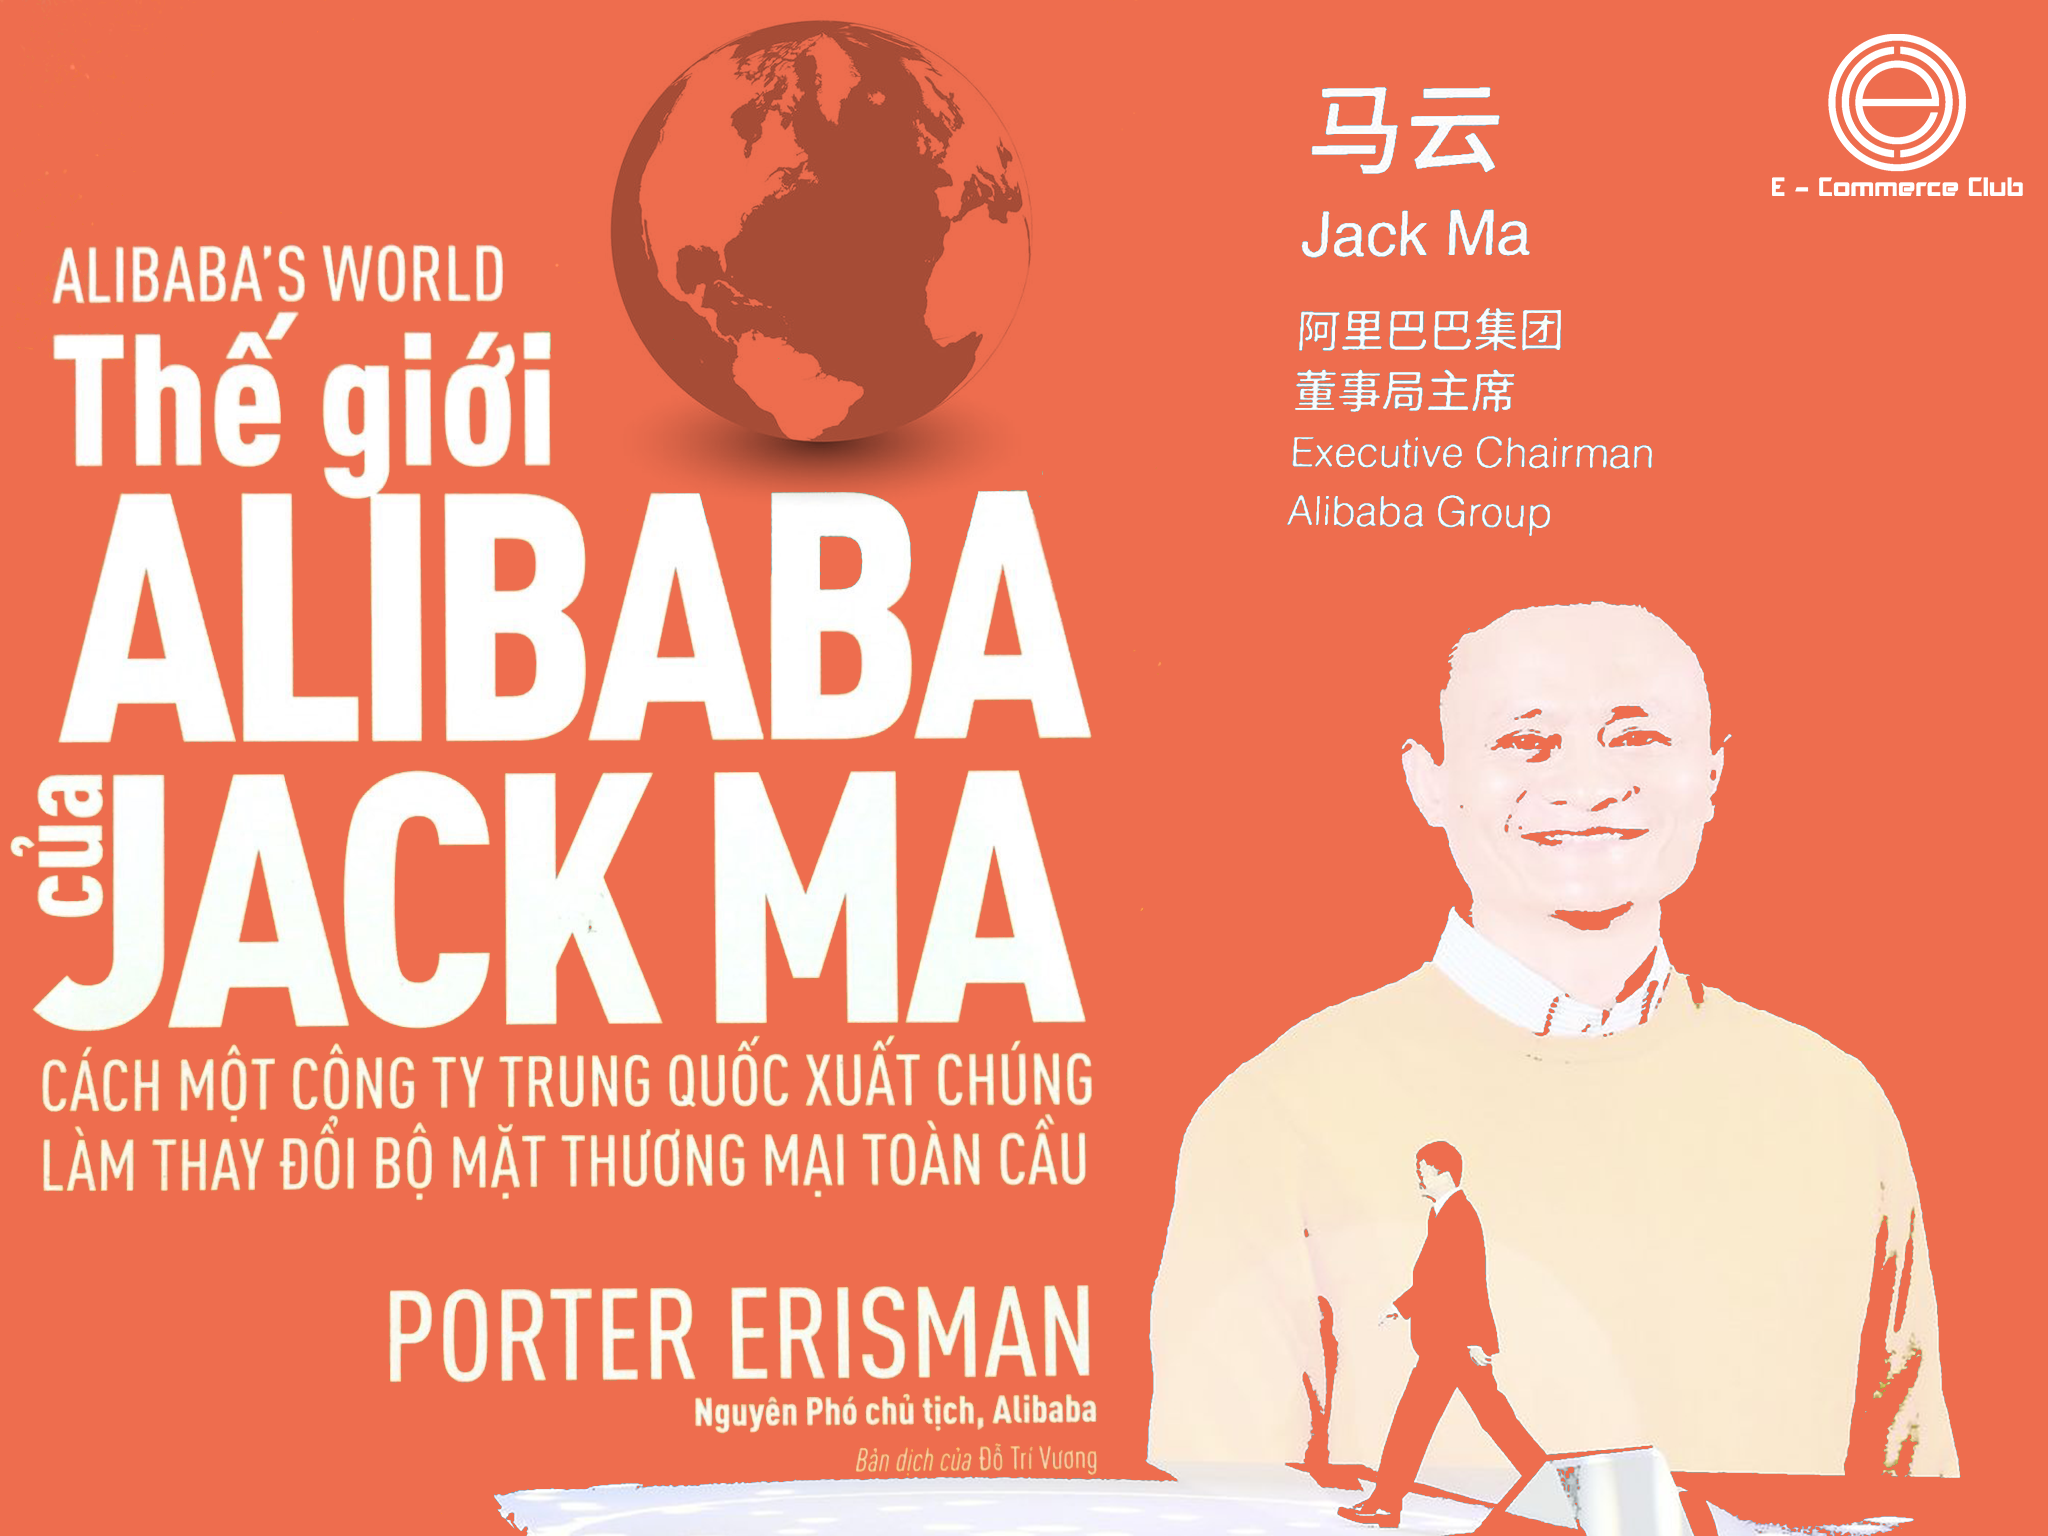 ALIBABA'S WORLD
Thế giới
ALIBABA
của
JACK MA
CÁCH MỘT CÔNG TY TRUNG QUỐC XUẤT CHÚNG
LÀM THAY ĐỔI BỘ MẶT THƯƠNG MẠI TOÀN CẦU
PORTER ERISMAN
Nguyên Phó chủ tịch, Alibaba
Bản dịch của Đỗ Trí Vương
马云
Jack Ma
阿里巴巴集团
董事局主席
Executive Chairman
Alibaba Group
e
E - Commerce Club